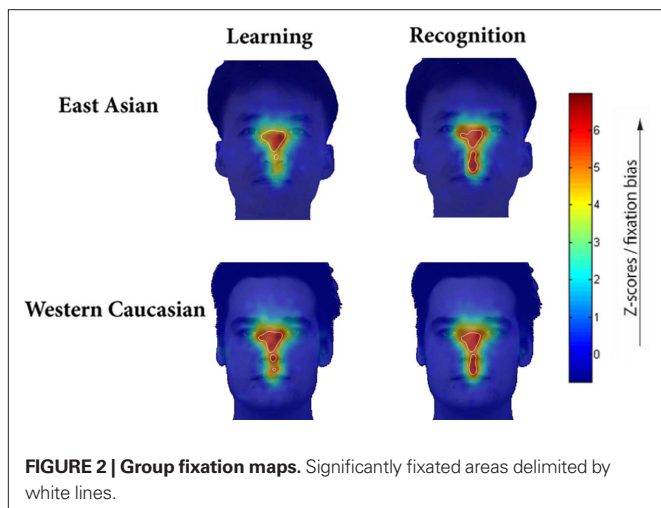 Learning
Recognition
East Asian
Western Caucasian
6
5
4
3
2
1
0
Z-scores / fixation bias
FIGURE 2 | Group fixation maps. Significantly fixated areas delimited by
white lines.